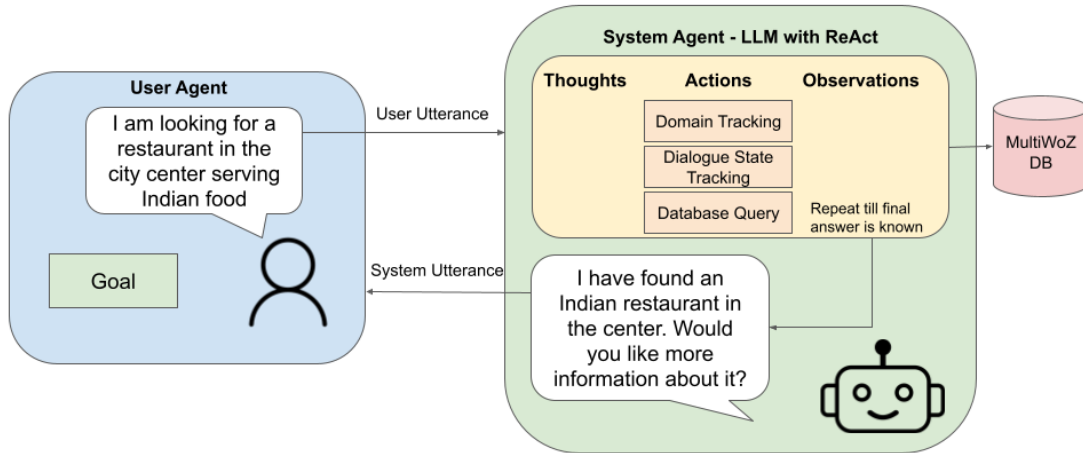 User Agent
I am looking for a
restaurant in the
city center serving
Indian food
Goal
User Utterance
System Utterance
System Agent - LLM with ReAct
Thoughts
Actions
Observations
Domain Tracking
Dialogue State
Tracking
Database Query
Repeat till final
answer is known
I have found an
Indian restaurant in
the center. Would
you like more
information about it?
MultiWoZ
DB